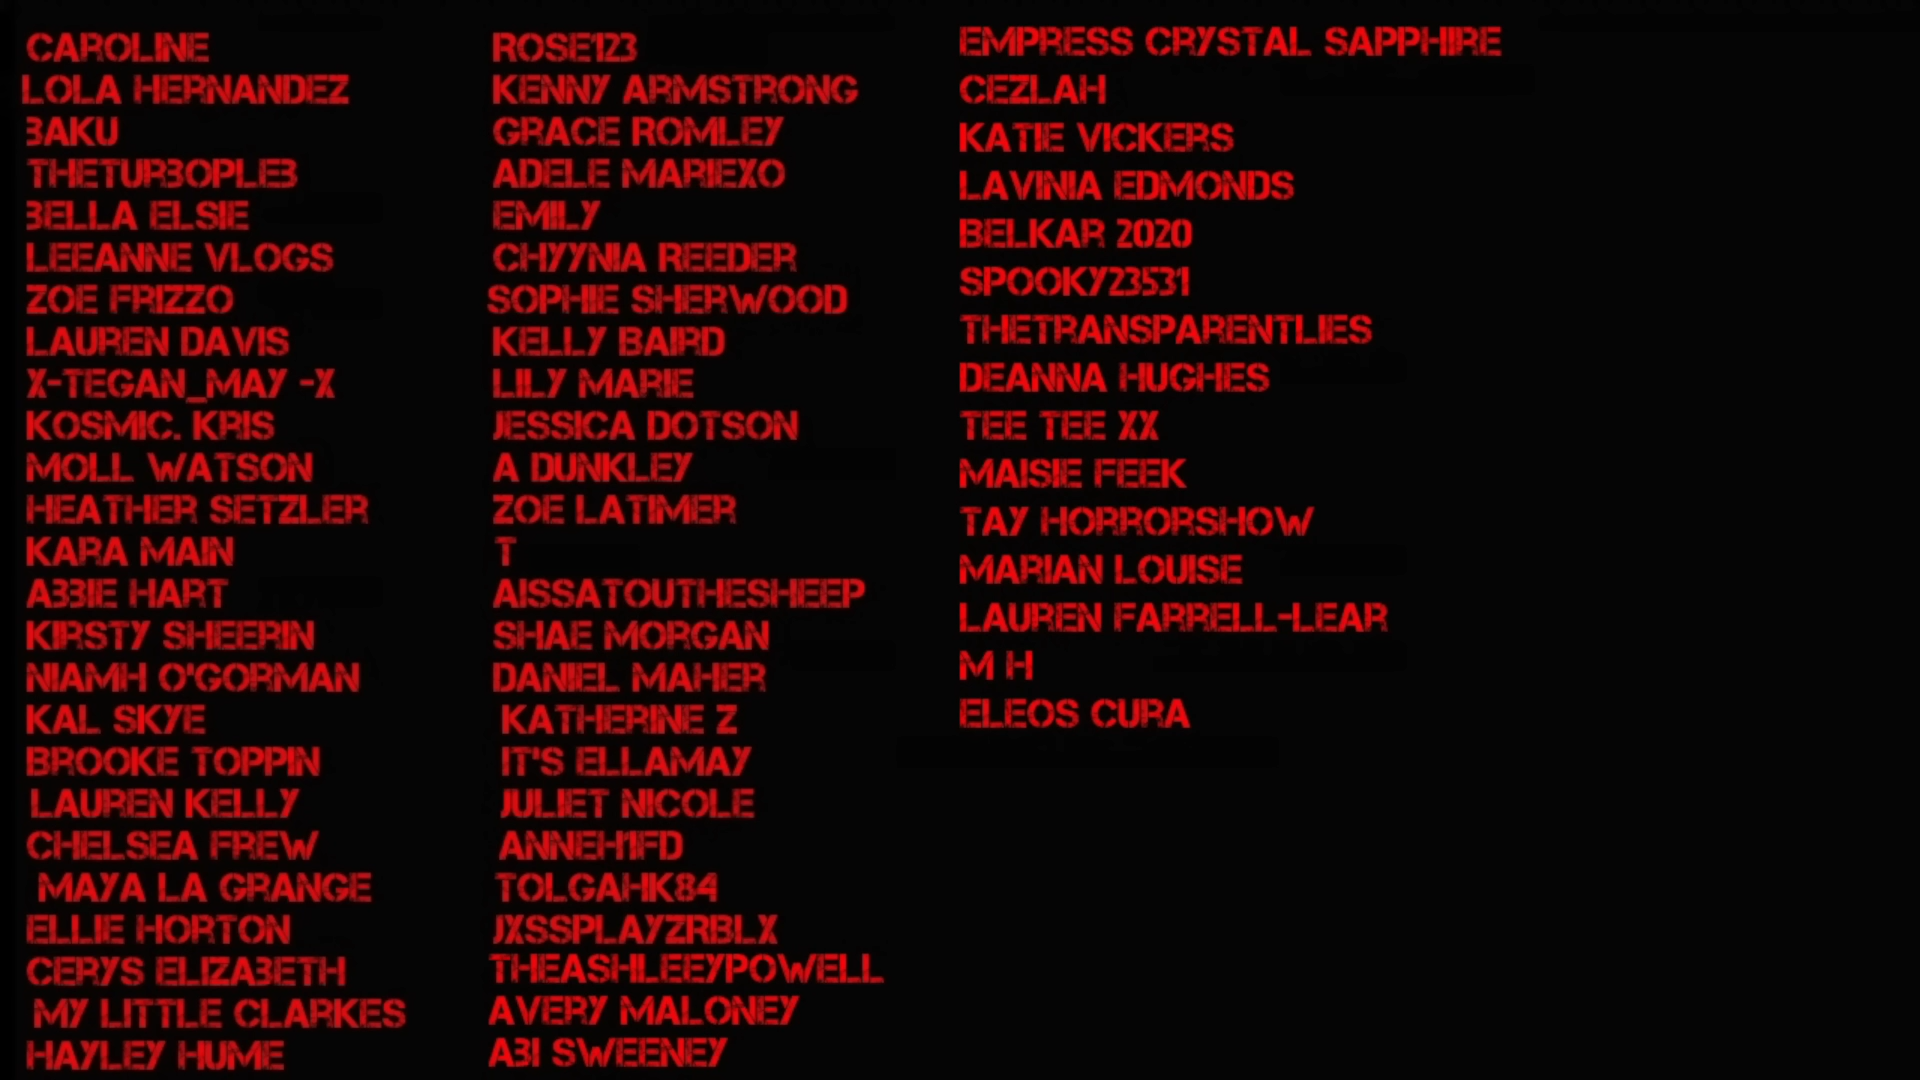 CAROLINE
LOLA HERNANDEZ
BAKU
THETURBOPLEB
BELLA ELSIE
LEEANNE VLOGS
ZOE FRIZZO
LAUREN DAVIS
X-TEGAN_MAY -X
KOSMIC. KRIS
MOLL WATSON
HEATHER SETZLER
KARA MAIN
ABBIE HART
KIRSTY SHEERIN
NIAMH O'GORMAN
KAL SKYE
BROOKE TOPPIN
LAUREN KELLY
CHELSEA FREW
MAYA LA GRANGE
ELLIE HORTON
CERYS ELIZABETH
MY LITTLE CLARKES
HAYLEY HUME
ROSE123
KENNY ARMSTRONG
GRACE ROMLEY
ADELE MARIEXO
EMILY
CHYYNIA REEDER
SOPHIE SHERWOOD
KELLY BAIRD
LILY MARIE
JESSICA DOTSON
A DUNKLEY
ZOE LATIMER
T
AISSATOUTHESHEEP
SHAE MORGAN
DANIEL MAHER
KATHERINE Z
IT'S ELLAMAY
JULIET NICOLE
ANNEH1FD
TOLGAHK84
JXSSPLAYZRBLX
THEASHLEEYPOWELL
AVERY MALONEY
ABI SWEENEY
EMPRESS CRYSTAL SAPPHIRE
CEZLAH
KATIE VICKERS
LAVINIA EDMONDS
BELKAR 2020
SPOOKY23531
THETRANSPARENTLIES
DEANNA HUGHES
TEE TEE XX
MAISIE FEEK
TAY HORRORSHOW
MARIAN LOUISE
LAUREN FARRELL-LEAR
M H
ELEOS CURA